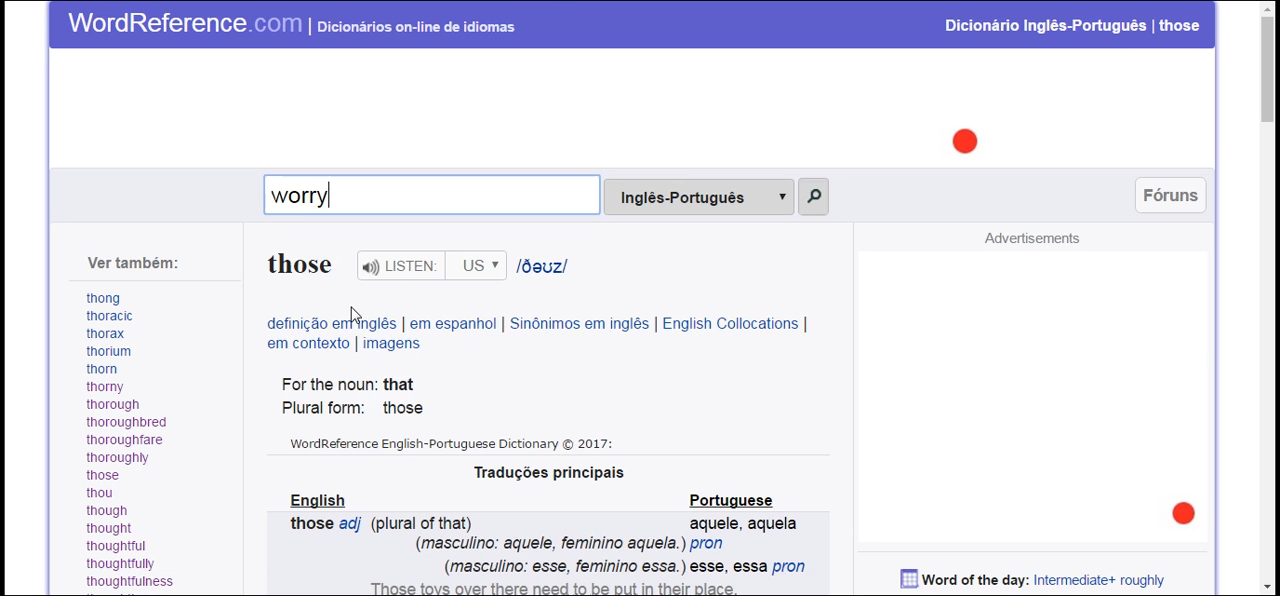 WordReference.com | Dicionários on-line de idiomas
Dicionário Inglês-Português | those
worry
Inglês-Português
Fóruns
Ver também:
thong
thoracic
thorax
thorium
thorn
thorny
thorough
thoroughbred
thoroughfare
thoroughly
those
thou
though
thought
thoughtful
thoughtfully
thoughtfulness
those
LISTEN:
US
/ðəʊz/
definição em inglês | em espanhol | Sinônimos em inglês | English Collocations |
em contexto | imagens
For the noun: that
Plural form: those
WordReference English-Portuguese Dictionary © 2017:
Traduções principais
English Portuguese
those adj (plural of that) aquele, aquela
(masculino: aquele, feminino aquela.) pron
(masculino: esse, feminino essa.) esse, essa pron
Those toys over there need to be put in their place.
Advertisements
Word of the day: Intermediate+ roughly